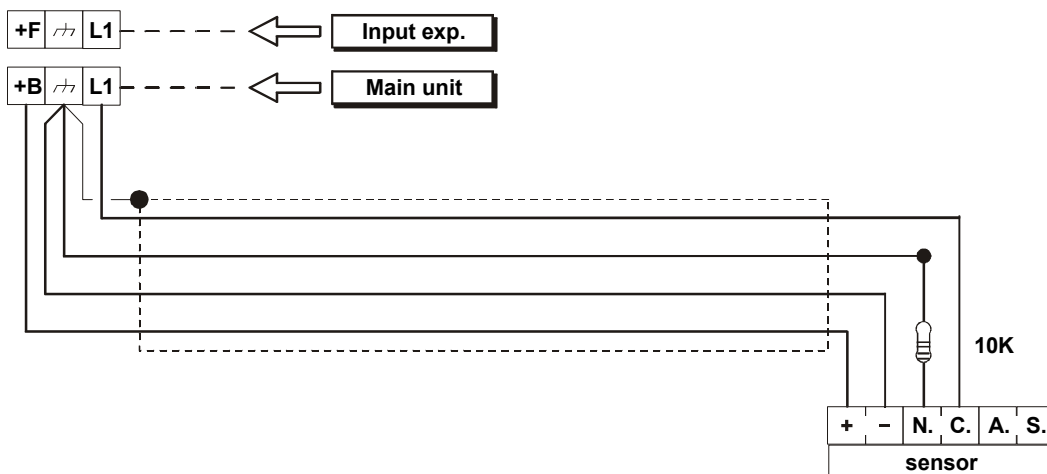 +F L1 Input exp.
+B L1 Main unit
10K
+ − N. C. A. S.
sensor